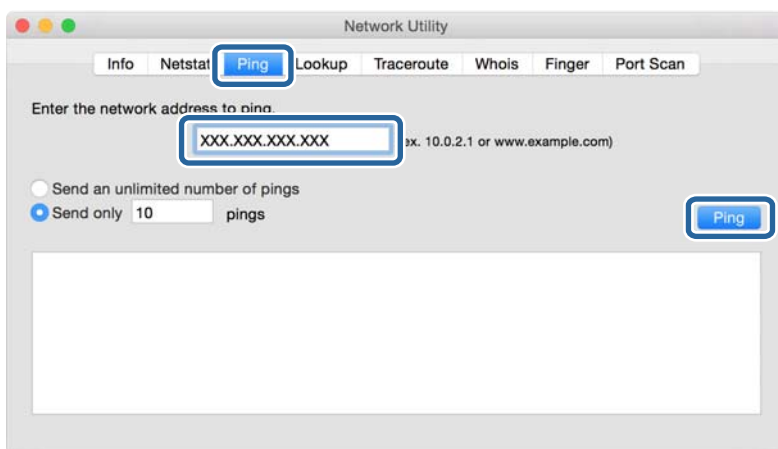 Network Utility
Info Netstat Ping Lookup Traceroute Whois Finger Port Scan
Enter the network address to ping.
XXX.XXX.XXX.XXX ex. 10.0.2.1 or www.example.com)
Send an unlimited number of pings
Send only 10 pings
Ping